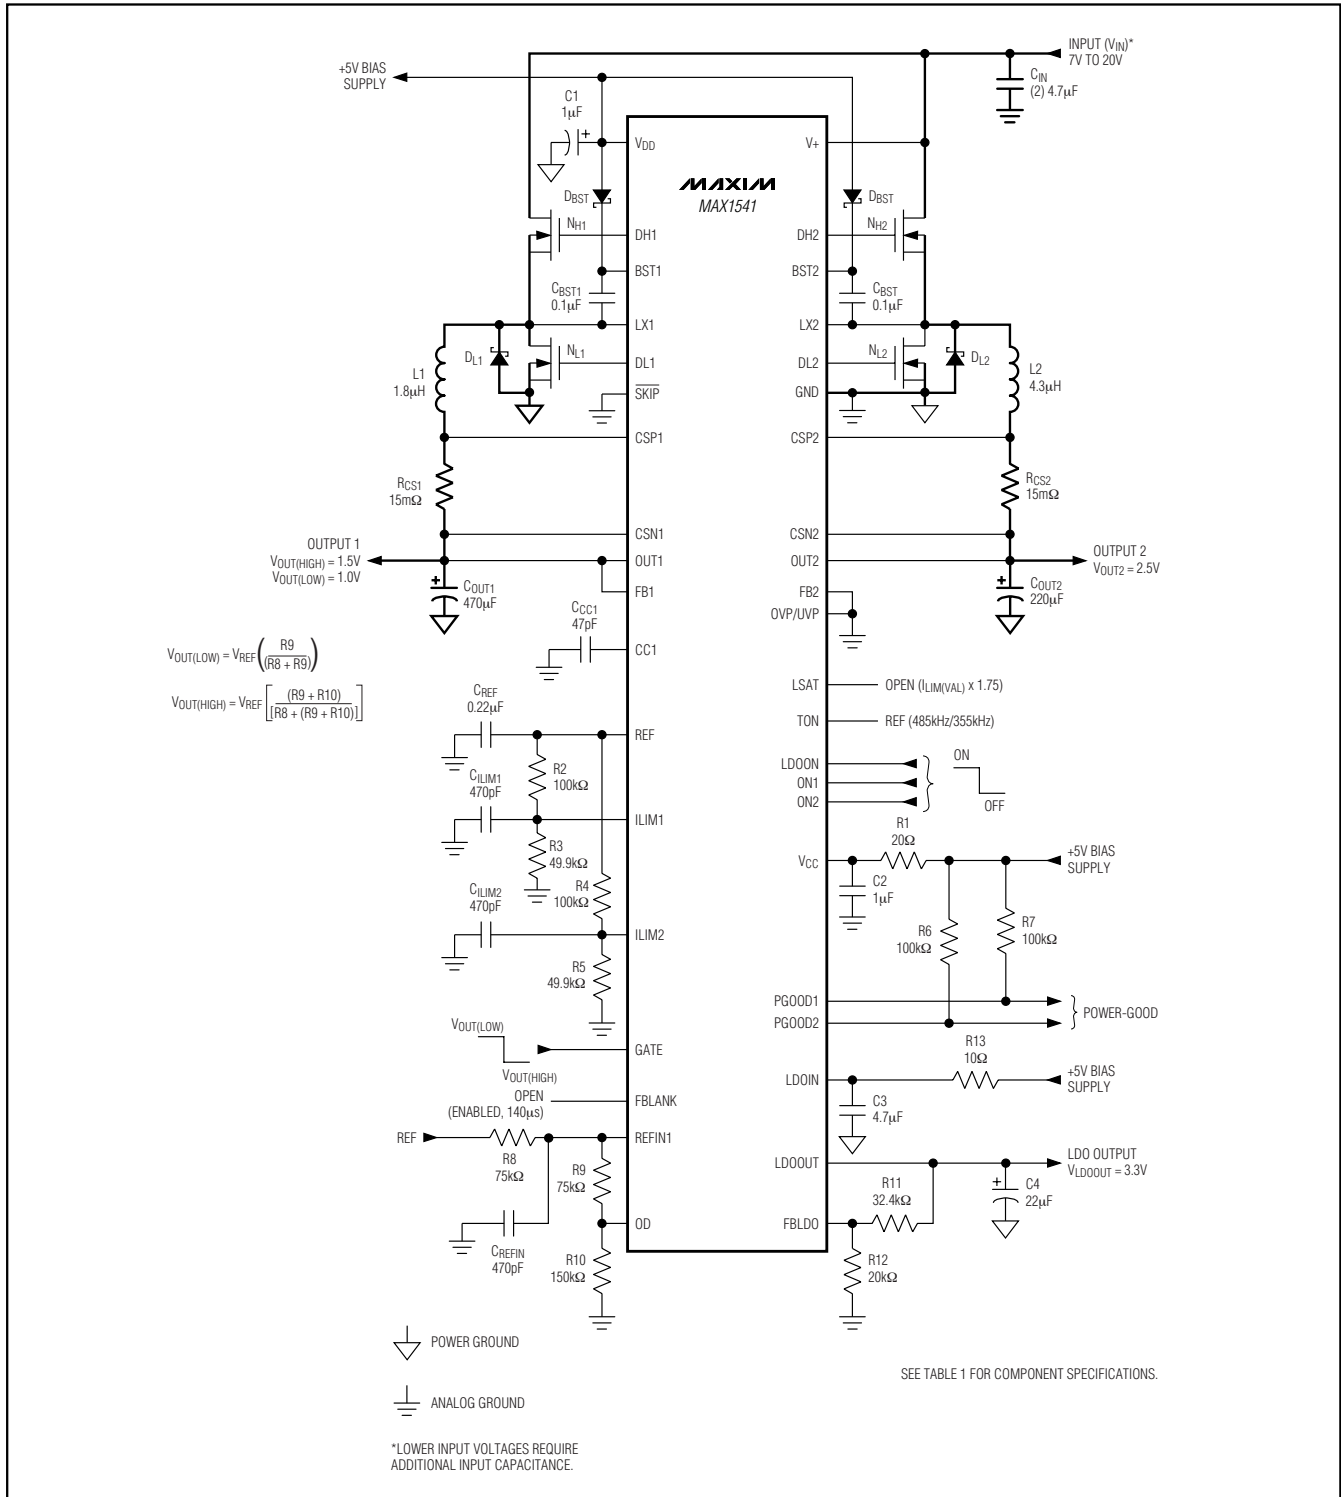 INPUT (VIN)*
7V TO 20V
+5V BIAS
SUPPLY
CIN
(2) 4.7µF
C1
1µF
+
VDD
V+
MAXIM
MAX1541
DBST
DBST
NH1
NH2
DH1
DH2
BST1
BST2
CBST1
0.1µF
CBST
0.1µF
LX1
LX2
DL1
NL1
DL1
DL2
NL2
DL2
L1
1.8µH
L2
4.3µH
SKIP
GND
CSP1
CSP2
RCS1
15mΩ
RCS2
15mΩ
CSN1
CSN2
OUTPUT 1
VOUT(HIGH) = 1.5V
VOUT(LOW) = 1.0V
OUT1
OUT2
OUTPUT 2
VOUT2 = 2.5V
+
COUT1
470µF
FB1
FB2
+
COUT2
220µF
OVP/UVP
CCC1
47pF
CC1
VOUT(LOW) = VREF (R9 / (R8 + R9))
VOUT(HIGH) = VREF [(R9 + R10) / [R8 + (R9 + R10)]]
LSAT
OPEN (ILIM(VAL) x 1.75)
CREF
0.22µF
REF
TON
REF (485kHz/355kHz)
R2
100kΩ
LDOON
ON1
ON2
ON
OFF
CILIM1
470pF
ILIM1
R3
49.9kΩ
R1
20Ω
VCC
+5V BIAS
SUPPLY
C2
1µF
CILIM2
470pF
R4
100kΩ
ILIM2
R6
100kΩ
R7
100kΩ
R5
49.9kΩ
PGOOD1
PGOOD2
POWER-GOOD
VOUT(LOW)
VOUT(HIGH)
GATE
R13
10Ω
LDOIN
+5V BIAS
SUPPLY
OPEN
(ENABLED, 140µs)
FBLANK
C3
4.7µF
REF
R8
75kΩ
REFIN1
R9
75kΩ
LDOOUT
LDO OUTPUT
VLDOOUT = 3.3V
R11
32.4kΩ
+
C4
22µF
CREFIN
470pF
OD
FBLDO
R10
150kΩ
R12
20kΩ
POWER GROUND
ANALOG GROUND
SEE TABLE 1 FOR COMPONENT SPECIFICATIONS.
*LOWER INPUT VOLTAGES REQUIRE
ADDITIONAL INPUT CAPACITANCE.